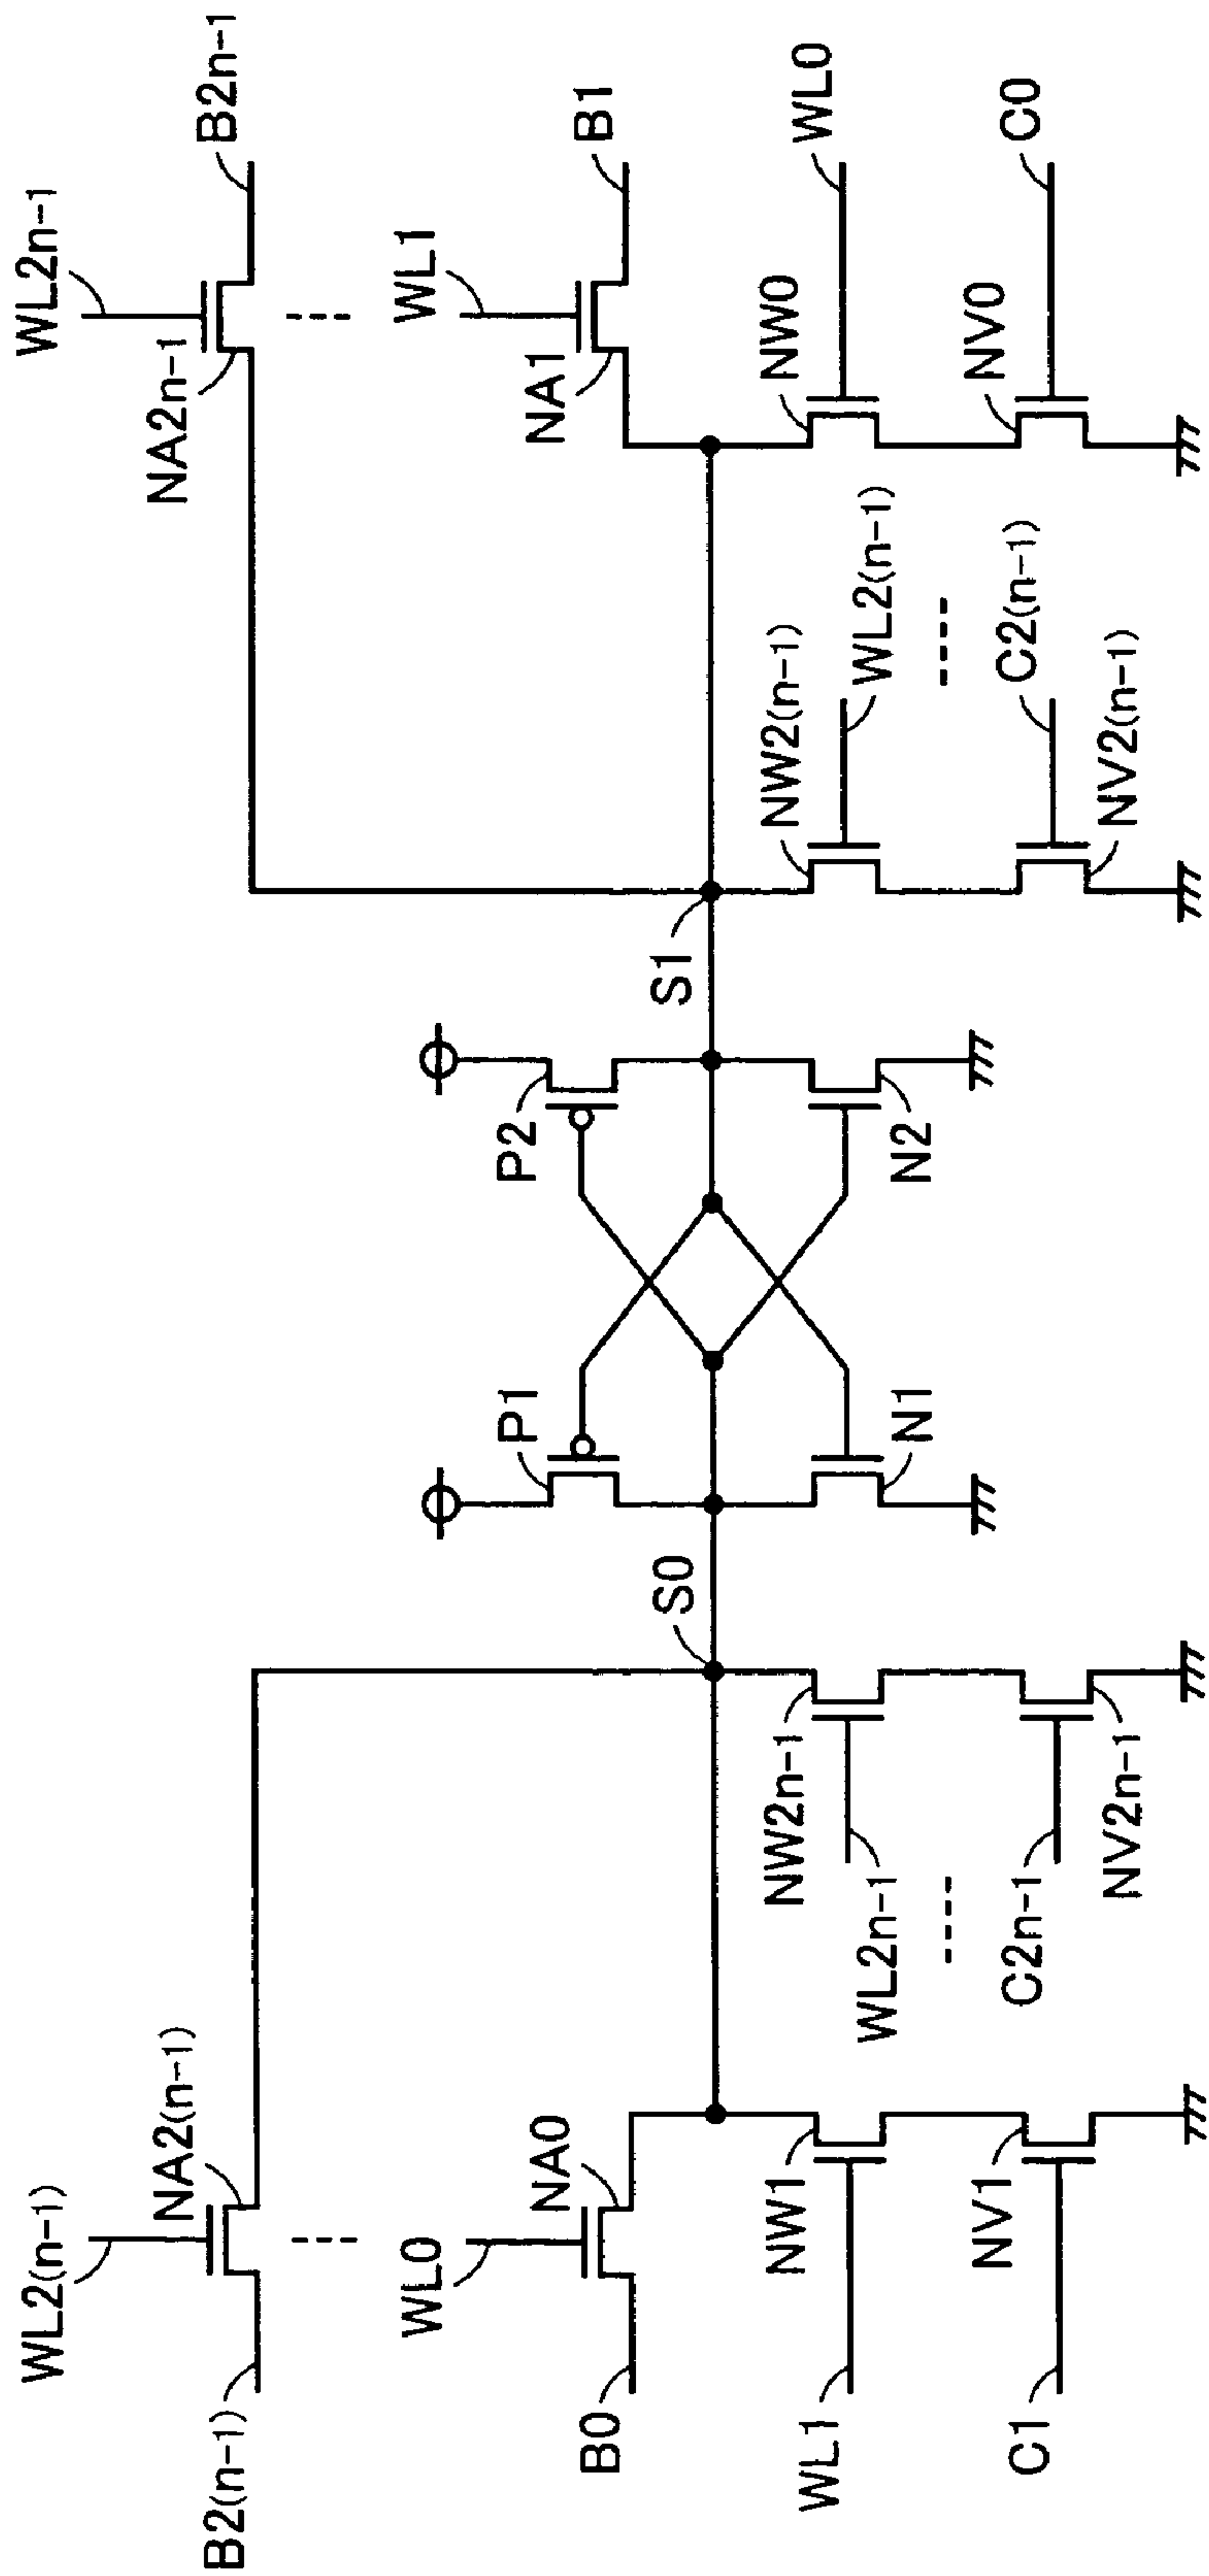 WL2(n-1)
NA2(n-1)
B2(n-1)
WL0
NA0
B0
NW1
WL1
NV1
C1
NW2n-1
WL2n-1
C2n-1
NV2n-1
S0
P1
N1
P2
N2
S1
NW2(n-1)
WL2(n-1)
C2(n-1)
NV2(n-1)
WL2n-1
NA2n-1
B2n-1
WL1
NA1
B1
NW0
WL0
NV0
C0